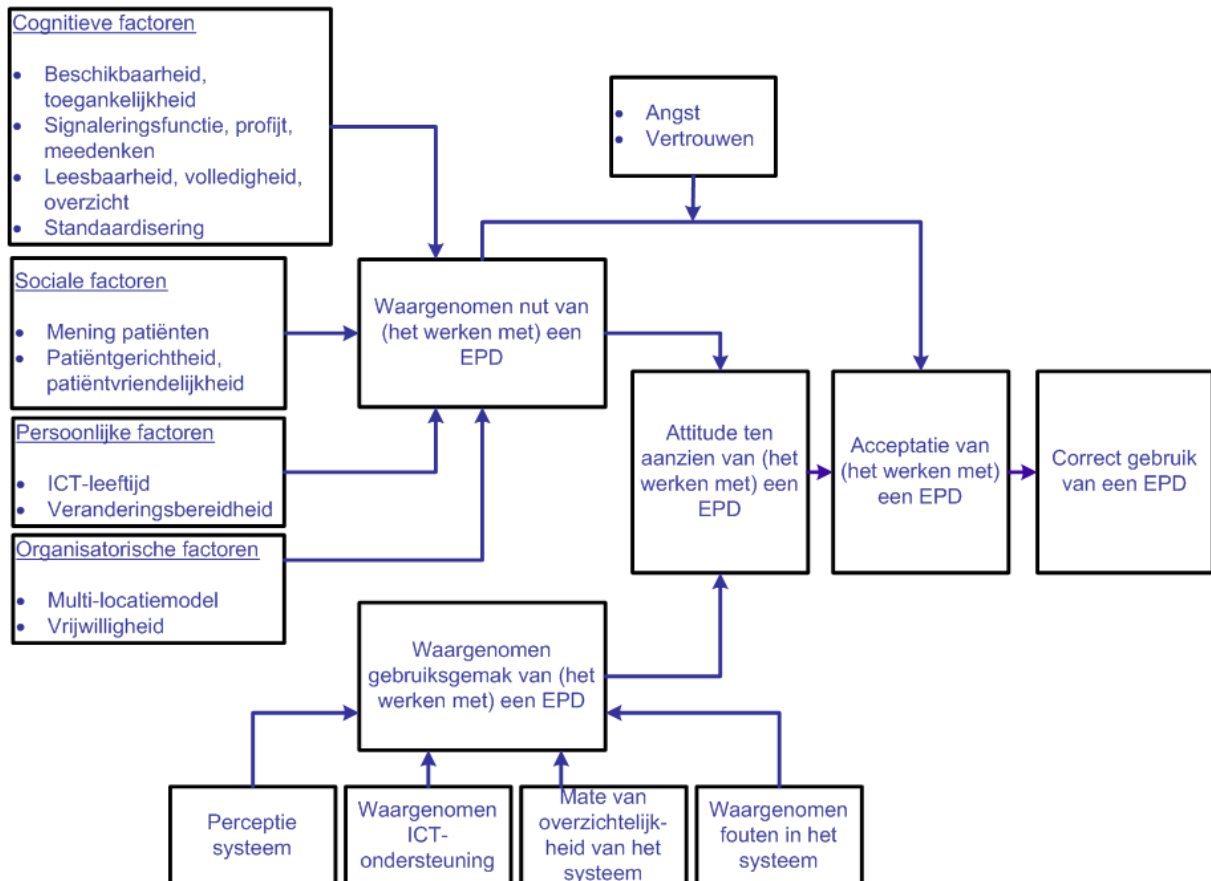 Cognitieve factoren
• Beschikbaarheid,
toegankelijkheid
• Signaleringsfunctie, profijt,
meedenken
• Leesbaarheid, volledigheid,
overzicht
• Standaardisering
• Angst
• Vertrouwen
Sociale factoren
• Mening patiënten
• Patiëntgerichtheid,
patiëntvriendelijkheid
Waargenomen nut van
(het werken met) een
EPD
Persoonlijke factoren
• ICT-leeftijd
• Veranderingsbereidheid
Organisatorische factoren
• Multi-locatiemodel
• Vrijwilligheid
Attitude ten
aanzien van (het
werken met) een
EPD
Acceptatie van
(het werken met)
een EPD
Correct gebruik
van een EPD
Waargenomen
gebruiksgemak van (het
werken met) een EPD
Perceptie
systeem
Waargenomen
ICT-
ondersteuning
Mate van
overzichtelijk-
heid van het
systeem
Waargenomen
fouten in het
systeem